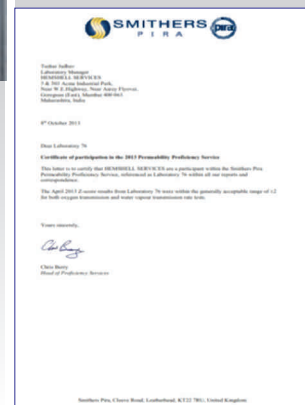 SMITHERS
PIRA
pira
Tushar Jadhav
Laboratory Manager
HEMISHELL SERVICES
Near W.E.Highway, Near Aarey Flyover,
Goregaon (East), Mumbai 400 063
Maharashtra, India
8th October 2013
Dear Laboratory 76
Certificate of participation in the 2013 Permeability Proficiency Service
This letter is to certify that HEMISHELL SERVICES are a participant within the Smithers Pira
Permeability Proficiency Service, referenced as Laboratory 76 within all our reports and
correspondence.
The April 2013 Z-score results from Laboratory 76 were within the generally acceptable range of ±2
for both oxygen transmission and water vapour transmission rate tests.
Yours sincerely,
Chris Barry
Head of Proficiency Services
Smithers Pira, Cleeve Road, Leatherhead, KT22 7RU, United Kingdom